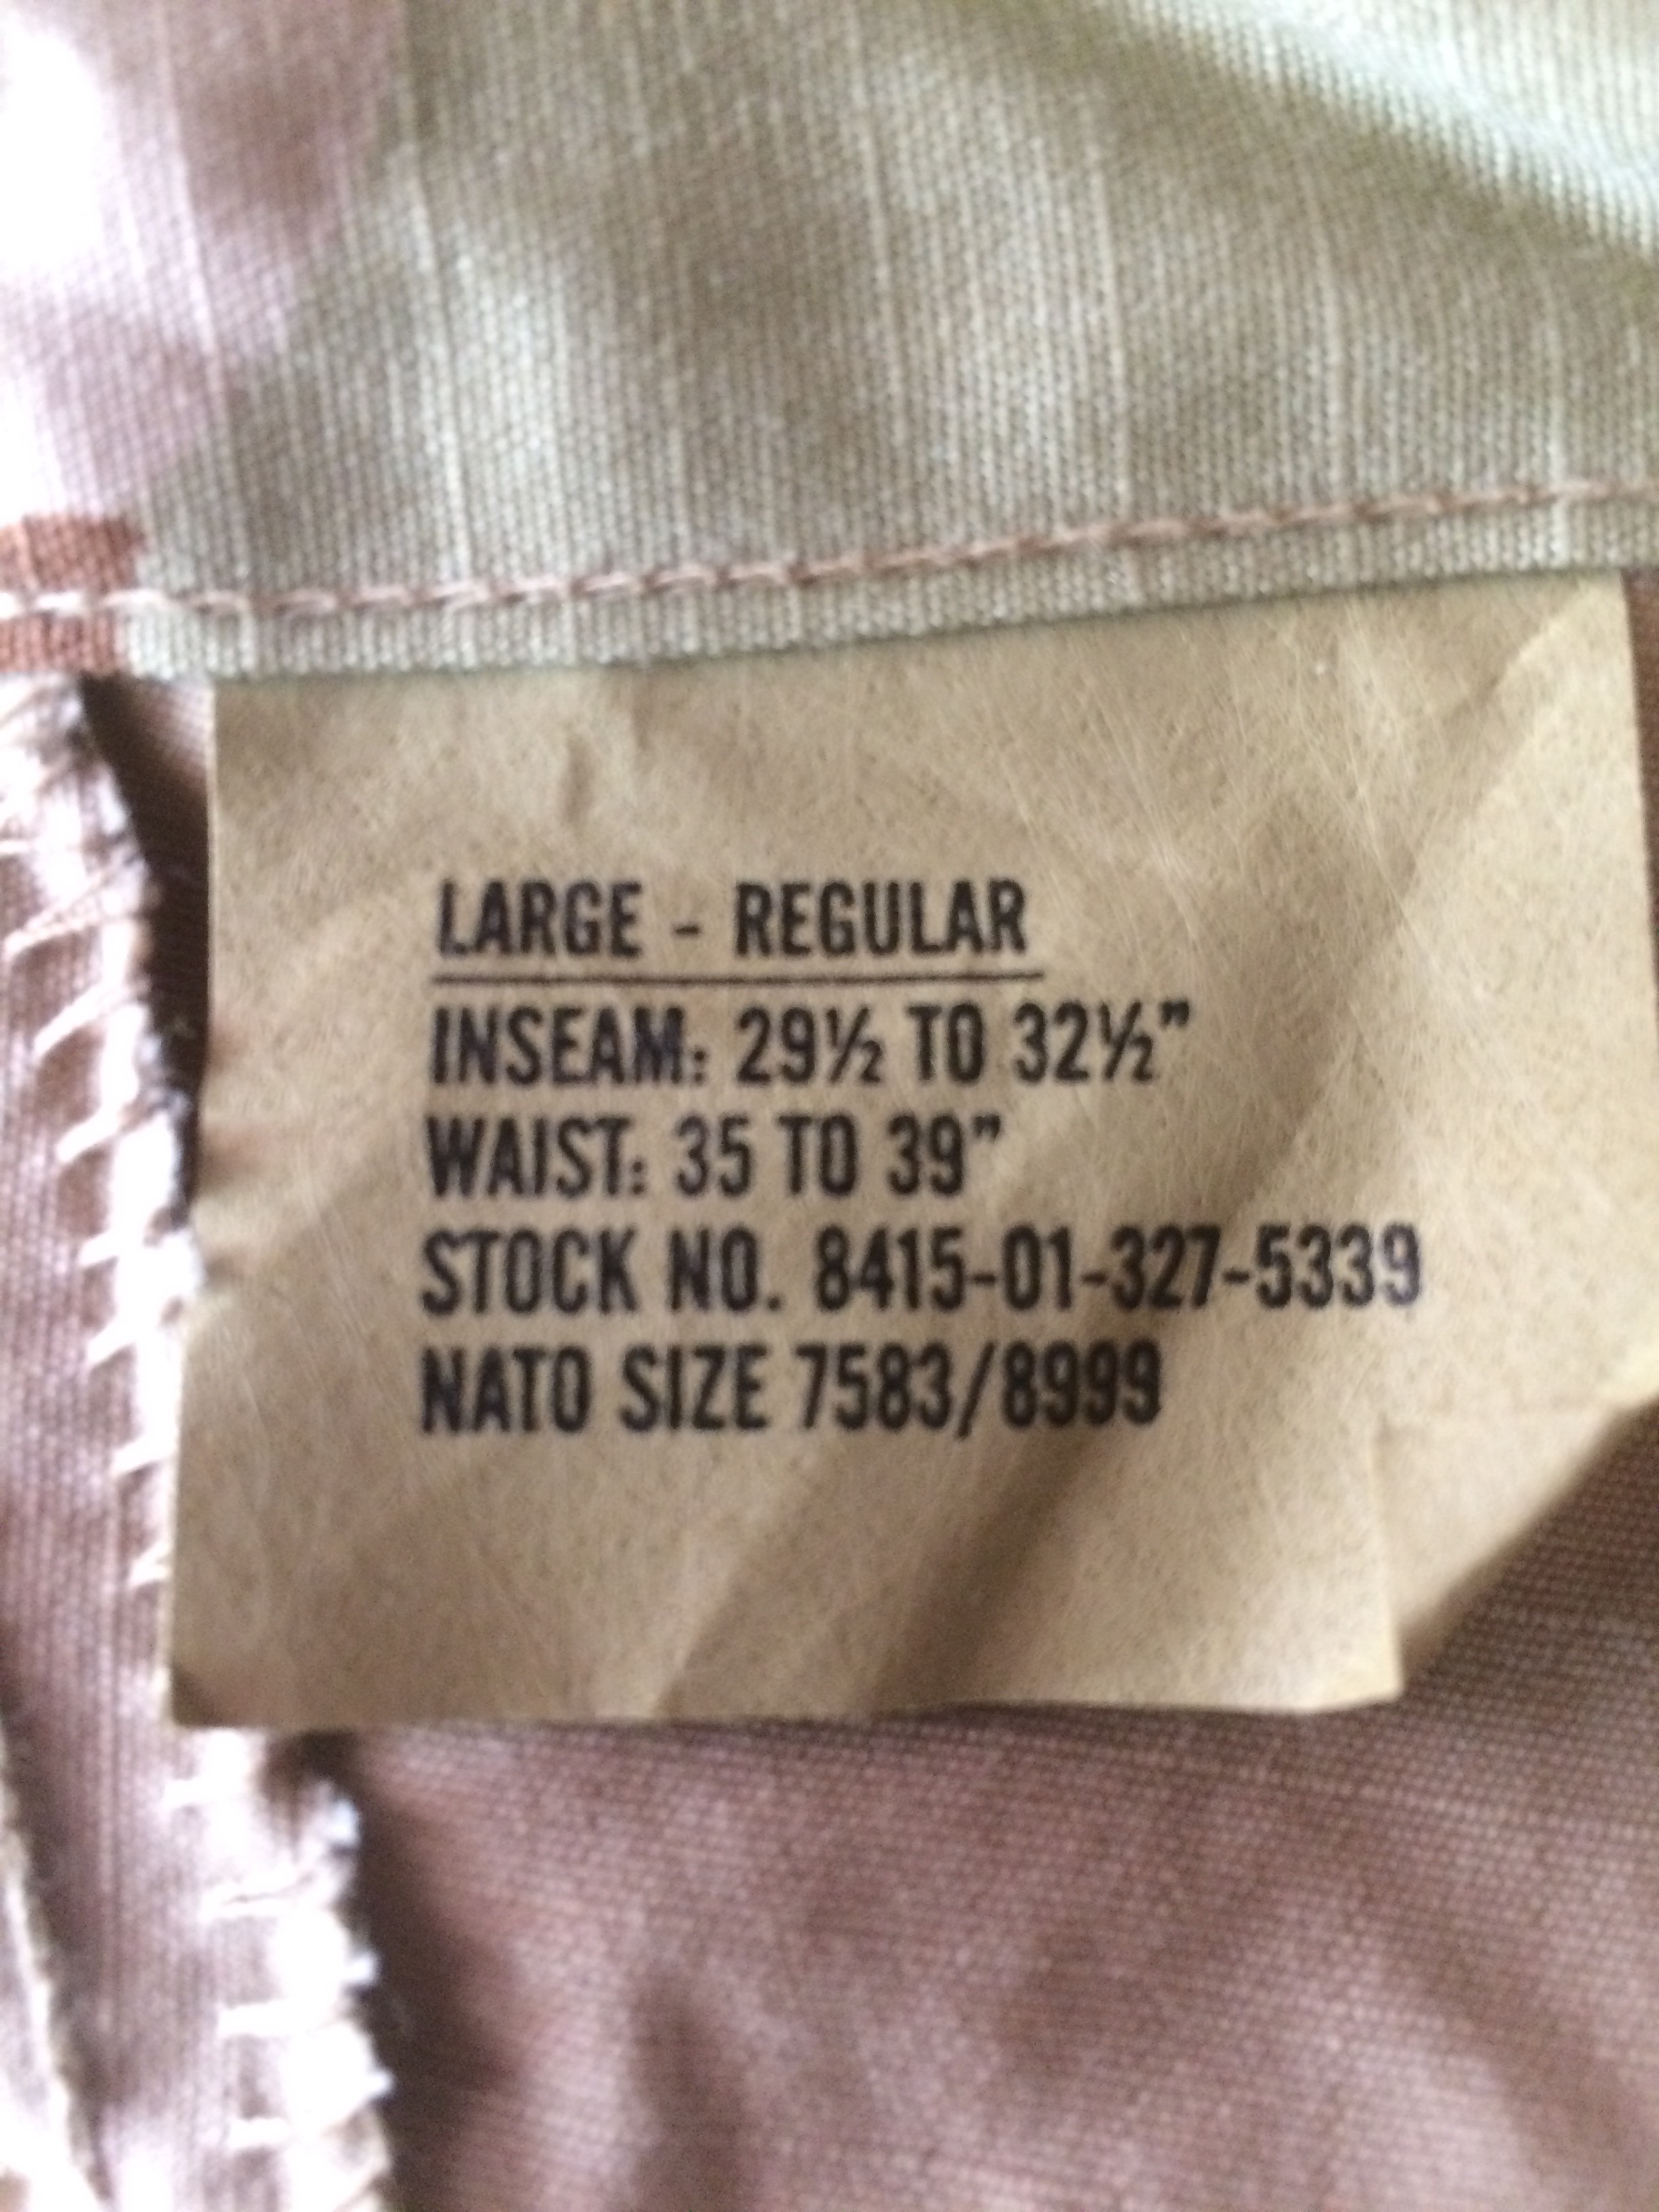 LARGE - REGULAR
INSEAM: 29½ TO 32½”
WAIST: 35 TO 39”
STOCK NO. 8415-01-327-5339
NATO SIZE 7583/8999